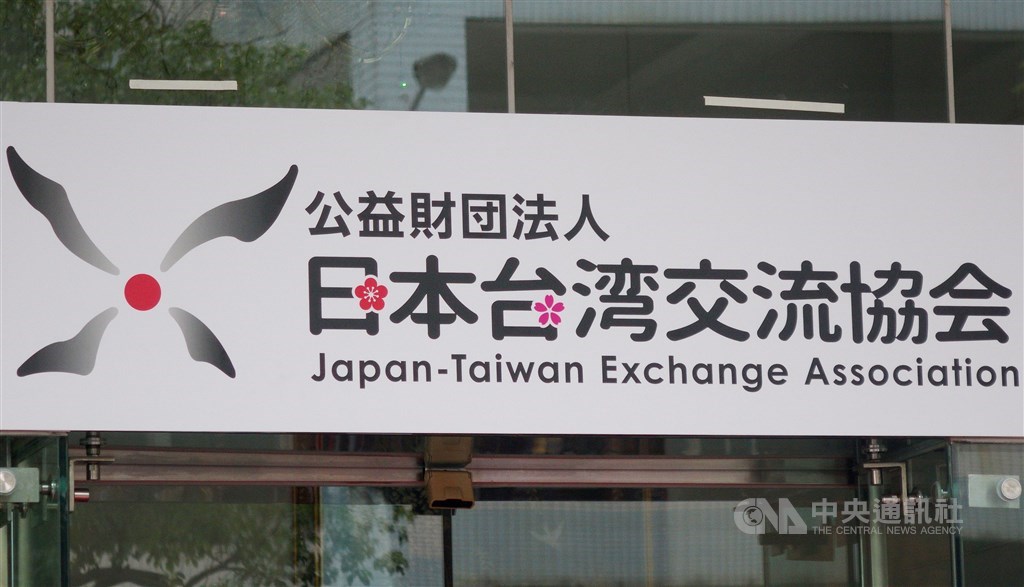 公益財団法人
日本台湾交流協会
Japan-Taiwan Exchange Association
CNA 中央通訊社
THE CENTRAL NEWS AGENCY